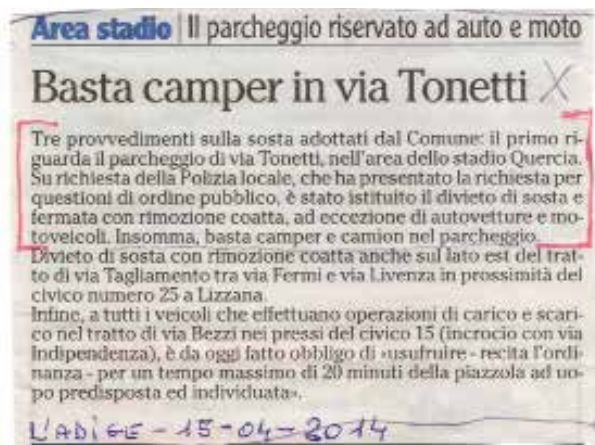 Area stadio | Il parcheggio riservato ad auto e moto
Basta camper in via Tonetti X
Tre provvedimenti sulla sosta adottati dal Comune: il primo ri-
guarda il parcheggio di via Tonetti, nell'area dello stadio Quercia.
Su richiesta della Polizia locale, che ha presentato la richiesta per
questioni di ordine pubblico, è stato istituito il divieto di sosta e
fermata con rimozione coatta, ad eccezione di autovetture e mo-
toveicoli. Insomma, basta camper e camion nel parcheggio.
Divieto di sosta con rimozione coatta anche sul lato est del trat-
to di via Tagliamento tra via Fermi e via Livenza in prossimità del
civico numero 25 a Lizzana.
Infine, a tutti i veicoli che effettuano operazioni di carico e scari-
co nel tratto di via Bezzi nei pressi del civico 15 (incrocio con via
Indipendenza), è da oggi fatto obbligo di «usufruire - recita l'ordi-
nanza - per un tempo massimo di 20 minuti della piazzola ad uo-
po predisposta ed individuata».
L'ADIGE - 15-04-2014